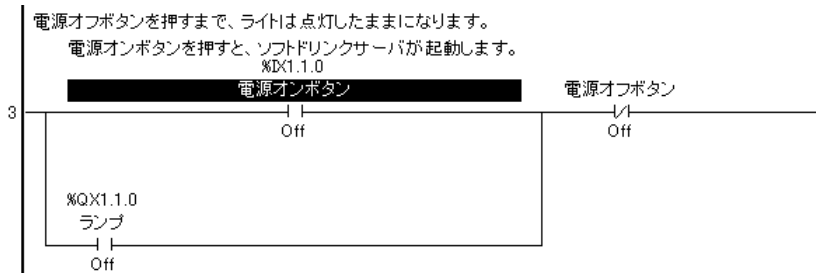 電源オフボタンを押すまで、ライトは点灯したままになります。
電源オンボタンを押すと、ソフトドリンクサーバが起動します。
%IX1.1.0
電源オンボタン 電源オフボタン
3
Off Off
%QX1.1.0
ランプ
Off